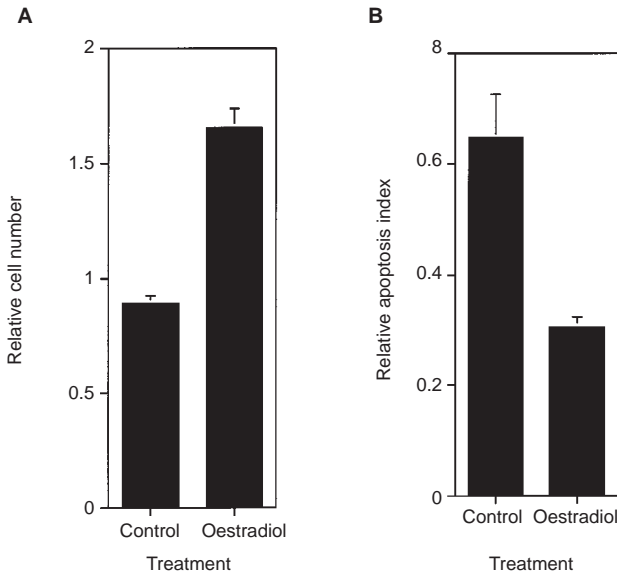 A
2
1.5
1
0.5
0
Relative cell number
Control Oestradiol
Treatment
B
8
0.6
0.4
0.2
0
Relative apoptosis index
Control Oestradiol
Treatment